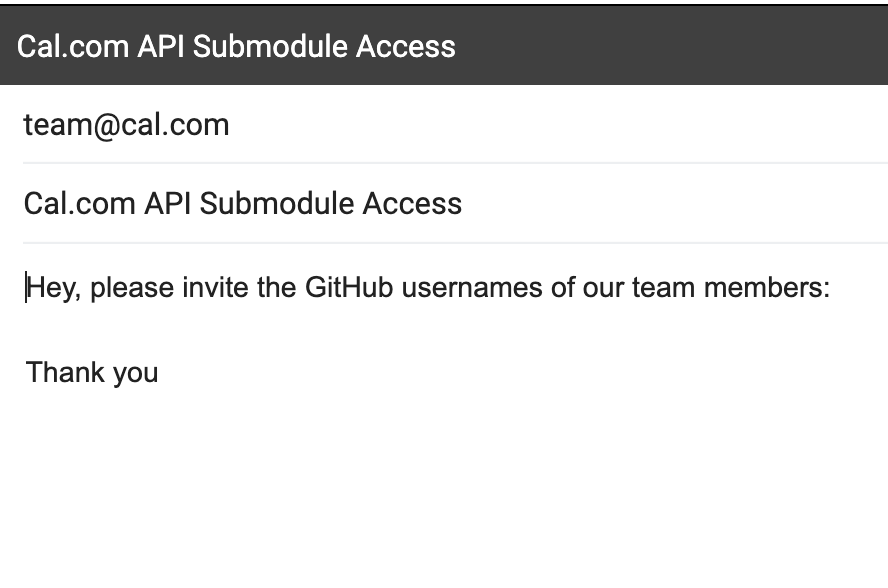 Cal.com API Submodule Access
team@cal.com
Cal.com API Submodule Access
Hey, please invite the GitHub usernames of our team members:
Thank you